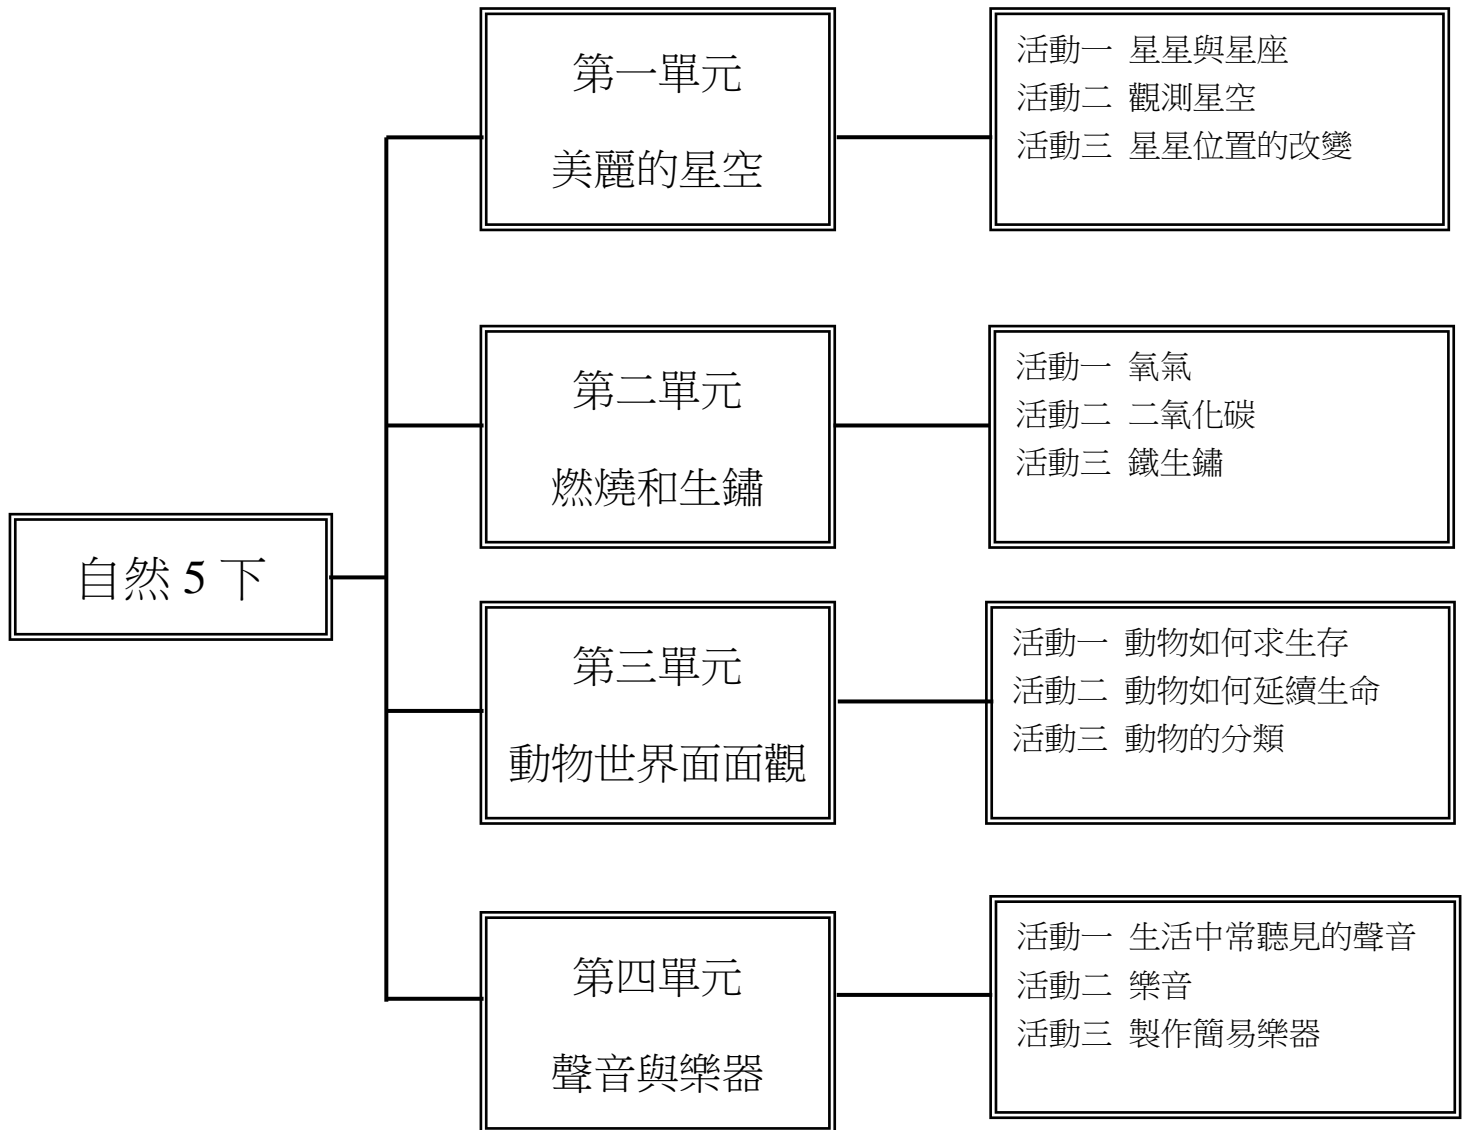 自然 5 下
第一單元
美麗的星空
活動一 星星與星座
活動二 觀測星空
活動三 星星位置的改變
第二單元
燃燒和生鏽
活動一 氧氣
活動二 二氧化碳
活動三 鐵生鏽
第三單元
動物世界面面觀
活動一 動物如何求生存
活動二 動物如何延續生命
活動三 動物的分類
第四單元
聲音與樂器
活動一 生活中常聽見的聲音
活動二 樂音
活動三 製作簡易樂器